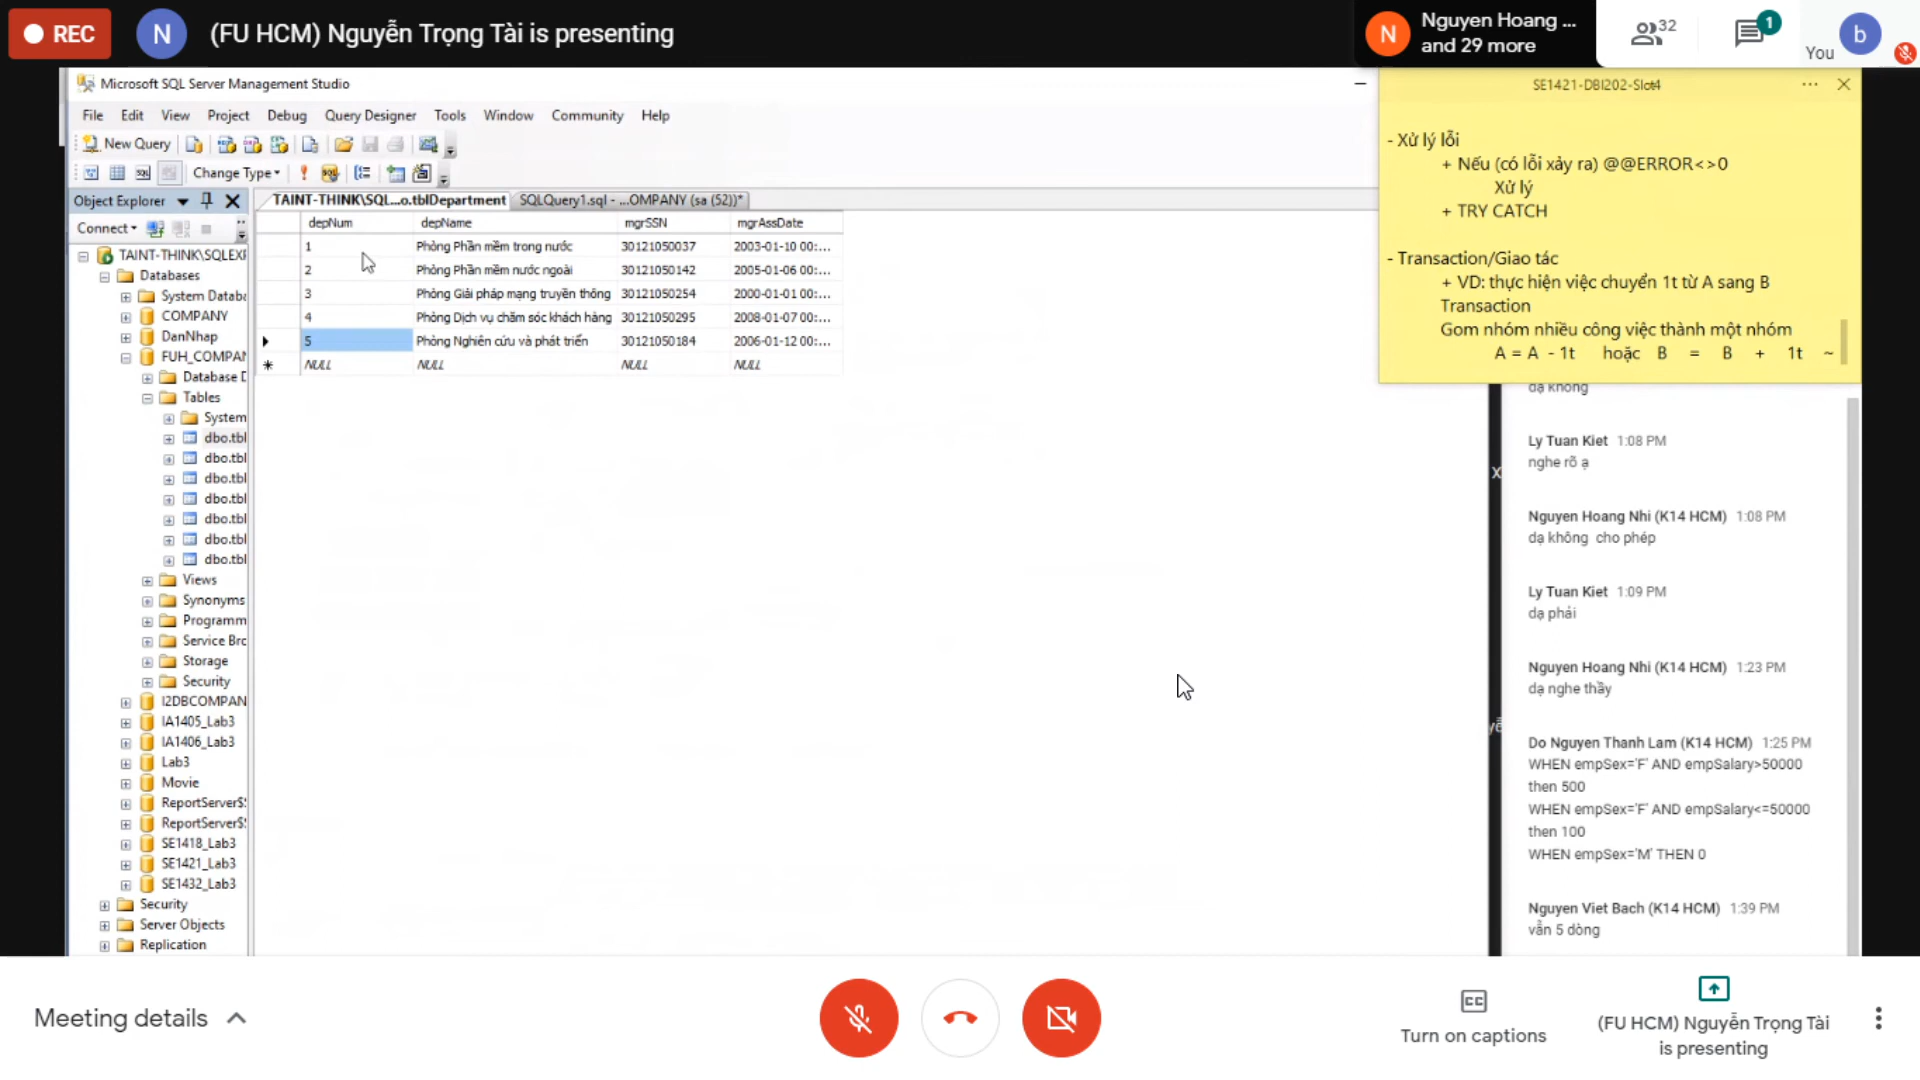 REC
N
(FU HCM) Nguyễn Trọng Tài is presenting
N
Nguyen Hoang ...
and 29 more
32
1
You
b
Microsoft SQL Server Management Studio
File Edit View Project Debug Query Designer Tools Window Community Help
New Query
Change Type
Object Explorer
Connect
TAINT-THINK\SQL...o.tblDepartment
SQLQuery1.sql - ...OMPANY (sa (52))*
depNum depName mgrSSN mgrAssDate
1 Phòng Phần mềm trong nước 30121050037 2003-01-10 00:...
2 Phòng Phần mềm nước ngoài 30121050142 2005-01-06 00:...
3 Phòng Giải pháp mạng truyền thông 30121050254 2000-01-01 00:...
4 Phòng Dịch vụ chăm sóc khách hàng 30121050295 2008-01-07 00:...
5 Phòng Nghiên cứu và phát triển 30121050184 2006-01-12 00:...
NULL NULL NULL NULL
TAINT-THINK\SQLEXF
Databases
System Databa
COMPANY
DanNhap
FUH_COMPAN
Database D
Tables
System
dbo.tbl
dbo.tbl
dbo.tbl
dbo.tbl
dbo.tbl
dbo.tbl
dbo.tbl
Views
Synonyms
Programm
Service Brc
Storage
Security
I2DBCOMPAN
IA1405_Lab3
IA1406_Lab3
Lab3
Movie
ReportServer$:
ReportServer$:
SE1418_Lab3
SE1421_Lab3
SE1432_Lab3
Security
Server Objects
Replication
SE1421-DBI202-Slot4
- Xử lý lỗi
+ Nếu (có lỗi xảy ra) @@ERROR<>0
Xử lý
+ TRY CATCH
- Transaction/Giao tác
+ VD: thực hiện việc chuyển 1t từ A sang B
Transaction
Gom nhóm nhiều công việc thành một nhóm
A = A - 1t hoặc B = B + 1t ~
dạ không
Ly Tuan Kiet 1:08 PM
nghe rõ ạ
Nguyen Hoang Nhi (K14 HCM) 1:08 PM
dạ không cho phép
Ly Tuan Kiet 1:09 PM
dạ phải
Nguyen Hoang Nhi (K14 HCM) 1:23 PM
dạ nghe thầy
Do Nguyen Thanh Lam (K14 HCM) 1:25 PM
WHEN empSex='F' AND empSalary>50000
then 500
WHEN empSex='F' AND empSalary<=50000
then 100
WHEN empSex='M' THEN 0
Nguyen Viet Bach (K14 HCM) 1:39 PM
vẫn 5 dòng
Meeting details
Turn on captions
(FU HCM) Nguyễn Trọng Tài
is presenting